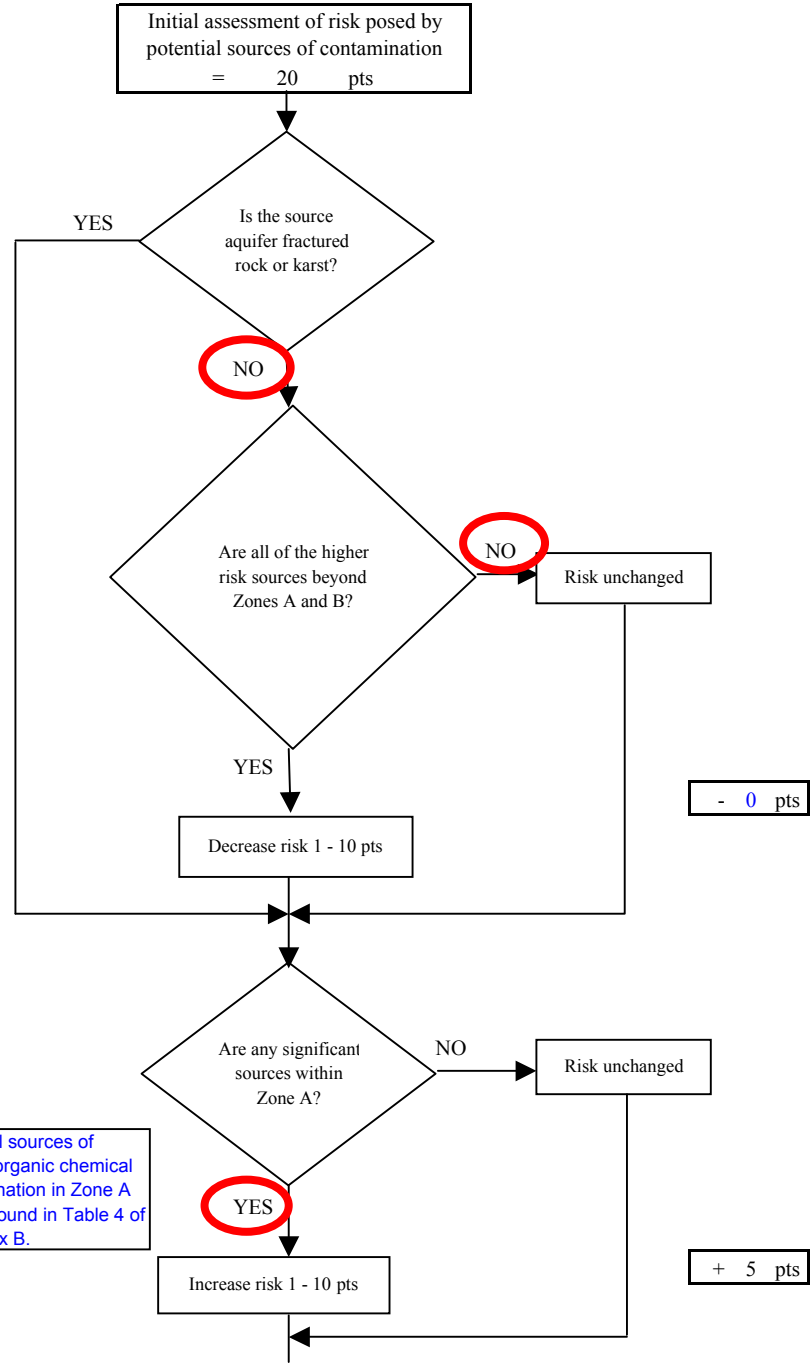 Initial assessment of risk posed by
potential sources of contamination
= 20 pts
YES
Is the source
aquifer fractured
rock or karst?
NO
Are all of the higher
risk sources beyond
Zones A and B?
NO
Risk unchanged
YES
- 0 pts
Decrease risk 1 - 10 pts
Are any significant
sources within
Zone A?
NO
Risk unchanged
sources of
organic chemical
in Zone A
in Table 4 of
B.
YES
Increase risk 1 - 10 pts
+ 5 pts